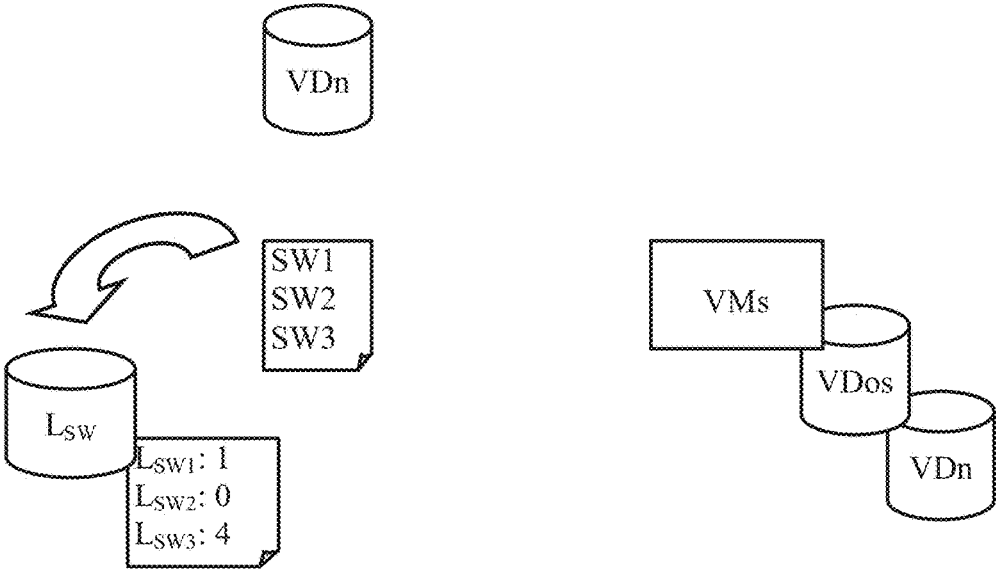 VDn
SW1
SW2
SW3
VMs
VDos
VDn
LSW
LSW1: 1
LSW2: 0
LSW3: 4